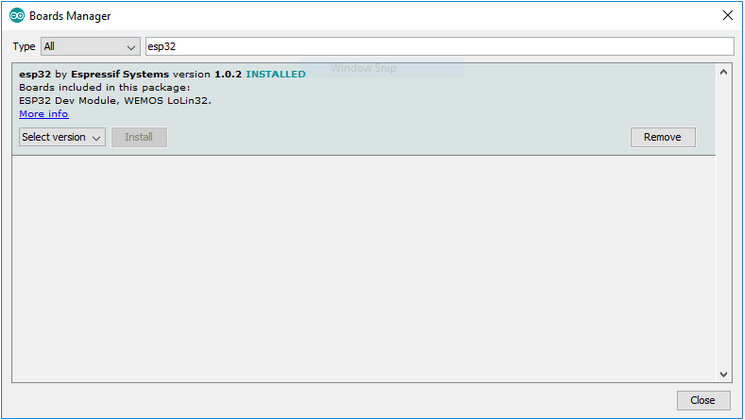 Boards Manager
Type All esp32
Window Snip
esp32 by Espressif Systems version 1.0.2 INSTALLED
Boards included in this package:
ESP32 Dev Module, WEMOS LoLin32.
More info
Select version Install Remove
Close